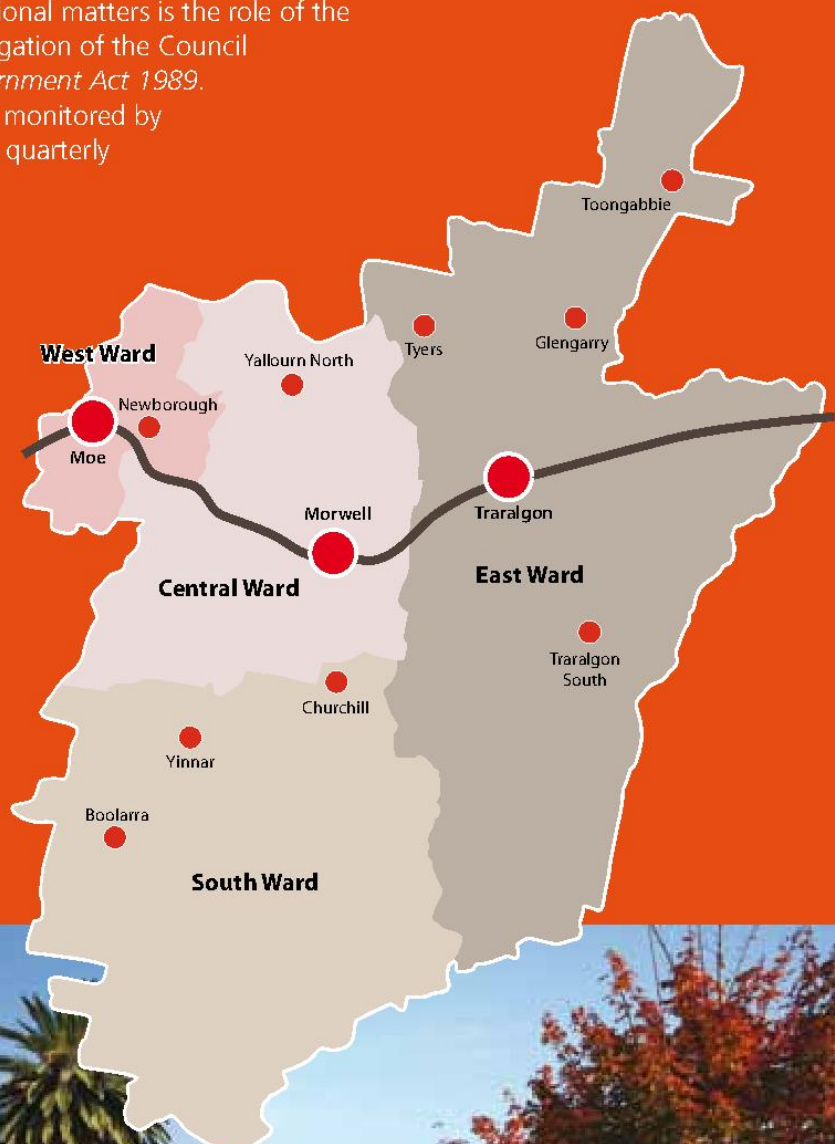 ional matters is the role of the
gation of the Council
rnment Act 1989.
monitored by
quarterly
Toongabbie
Tyers
Glengarry
West Ward
Yallourn North
Newborough
Moe
Morwell
Traralgon
Central Ward
East Ward
Traralgon
South
Churchill
Yinnar
Boolarra
South Ward